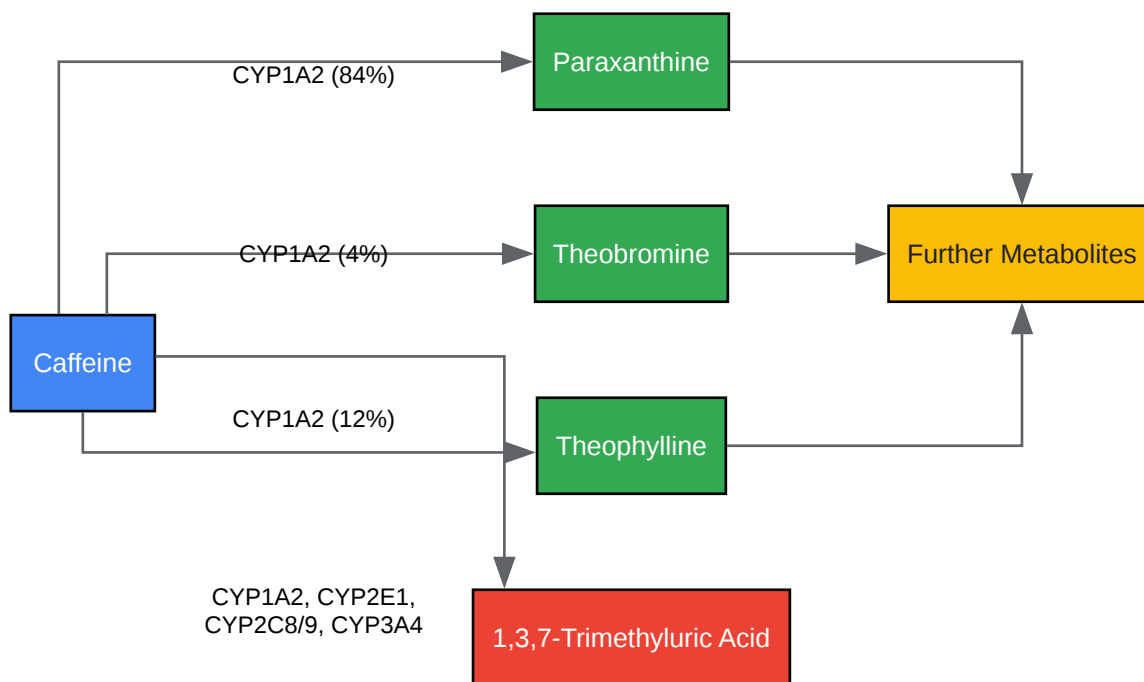 CYP1A2 (84%)
Paraxanthine
CYP1A2 (4%)
Theobromine
Further Metabolites
Caffeine
CYP1A2 (12%)
Theophylline
CYP1A2, CYP2E1,
CYP2C8/9, CYP3A4
1,3,7-Trimethyluric Acid